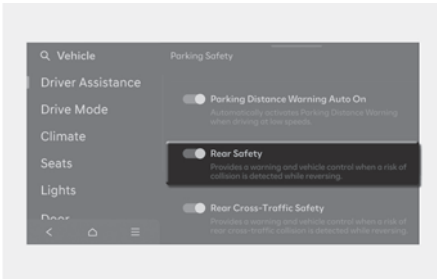 Vehicle
Parking Safety
Driver Assistance
Drive Mode
Climate
Seats
Lights
Door
Parking Distance Warning Auto On
Automatically activates Parking Distance Warning
when driving at low speeds.
Rear Safety
Provides a warning and vehicle control when a risk of
collision is detected while reversing.
Rear Cross-Traffic Safety
Provides a warning and vehicle control when a risk of
rear cross-traffic collision is detected while reversing.